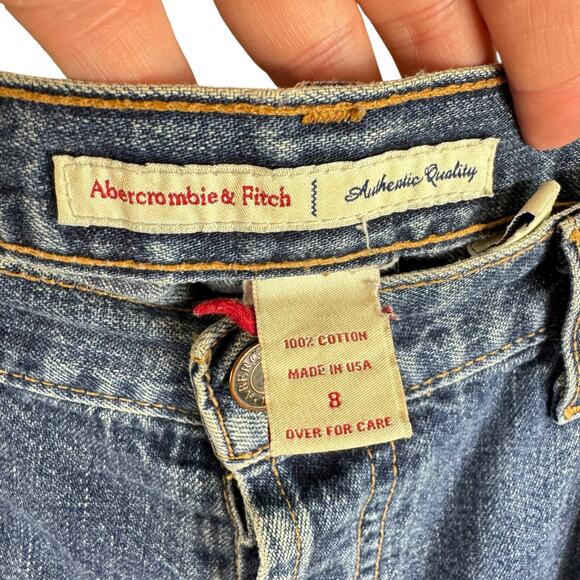 Abercrombie & Fitch
Authentic Quality
100% COTTON
MADE IN USA
8
OVER FOR CARE